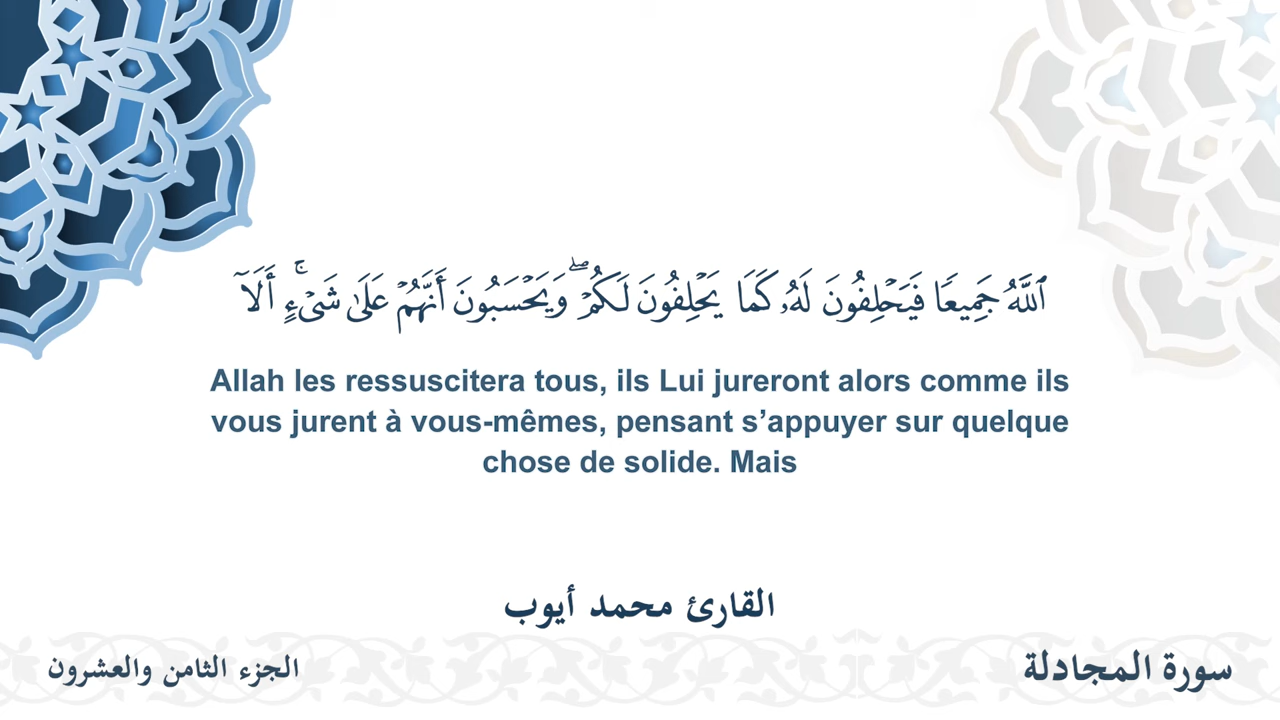 ٱللَّهُ جَمِيعًا فَيَحْلِفُونَ لَهُۥ كَمَا يَحْلِفُونَ لَكُمْ ۖ وَيَحْسَبُونَ أَنَّهُمْ عَلَىٰ شَىْءٍ ۚ أَلَآ
Allah les ressuscitera tous, ils Lui jureront alors comme ils
vous jurent à vous-mêmes, pensant s’appuyer sur quelque
chose de solide. Mais
القارئ محمد أيوب
سورة المجادلة
الجزء الثامن والعشرون